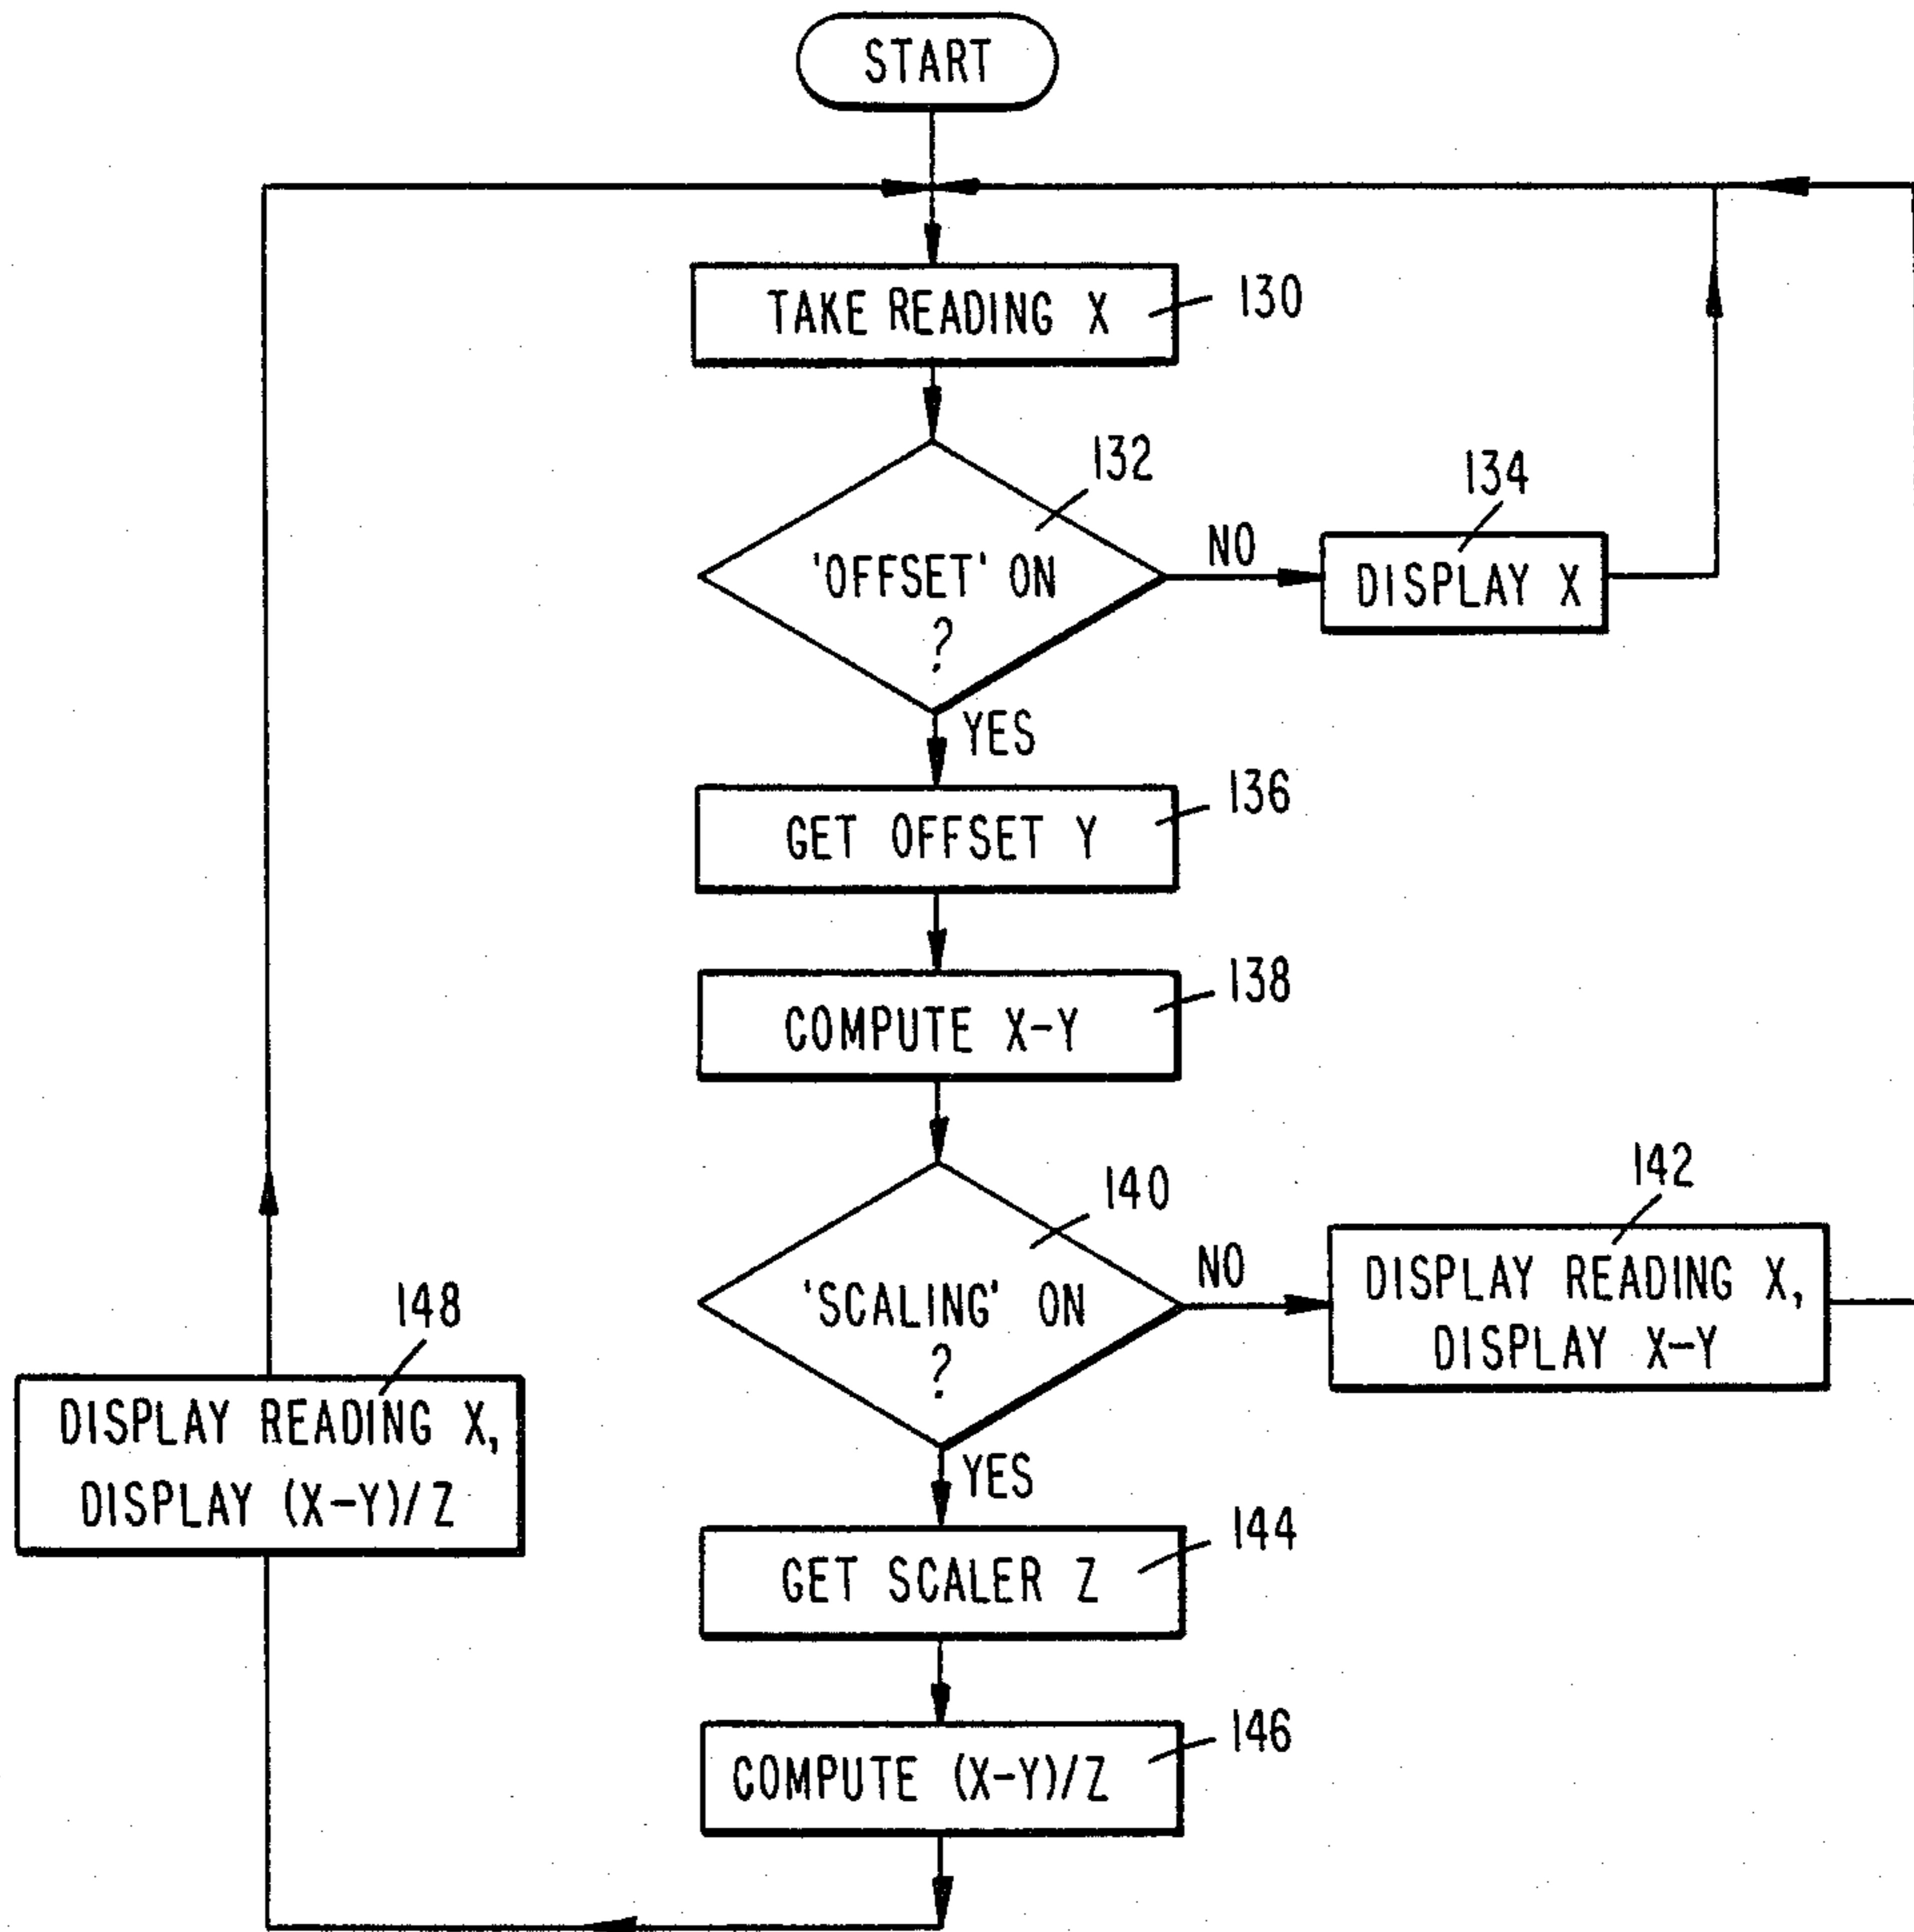 START
TAKE READING X
130
132
'OFFSET' ON
?
NO
134
DISPLAY X
YES
GET OFFSET Y
136
COMPUTE X-Y
138
140
'SCALING' ON
?
NO
142
DISPLAY READING X,
DISPLAY X-Y
YES
GET SCALER Z
144
COMPUTE (X-Y)/Z
146
148
DISPLAY READING X,
DISPLAY (X-Y)/Z